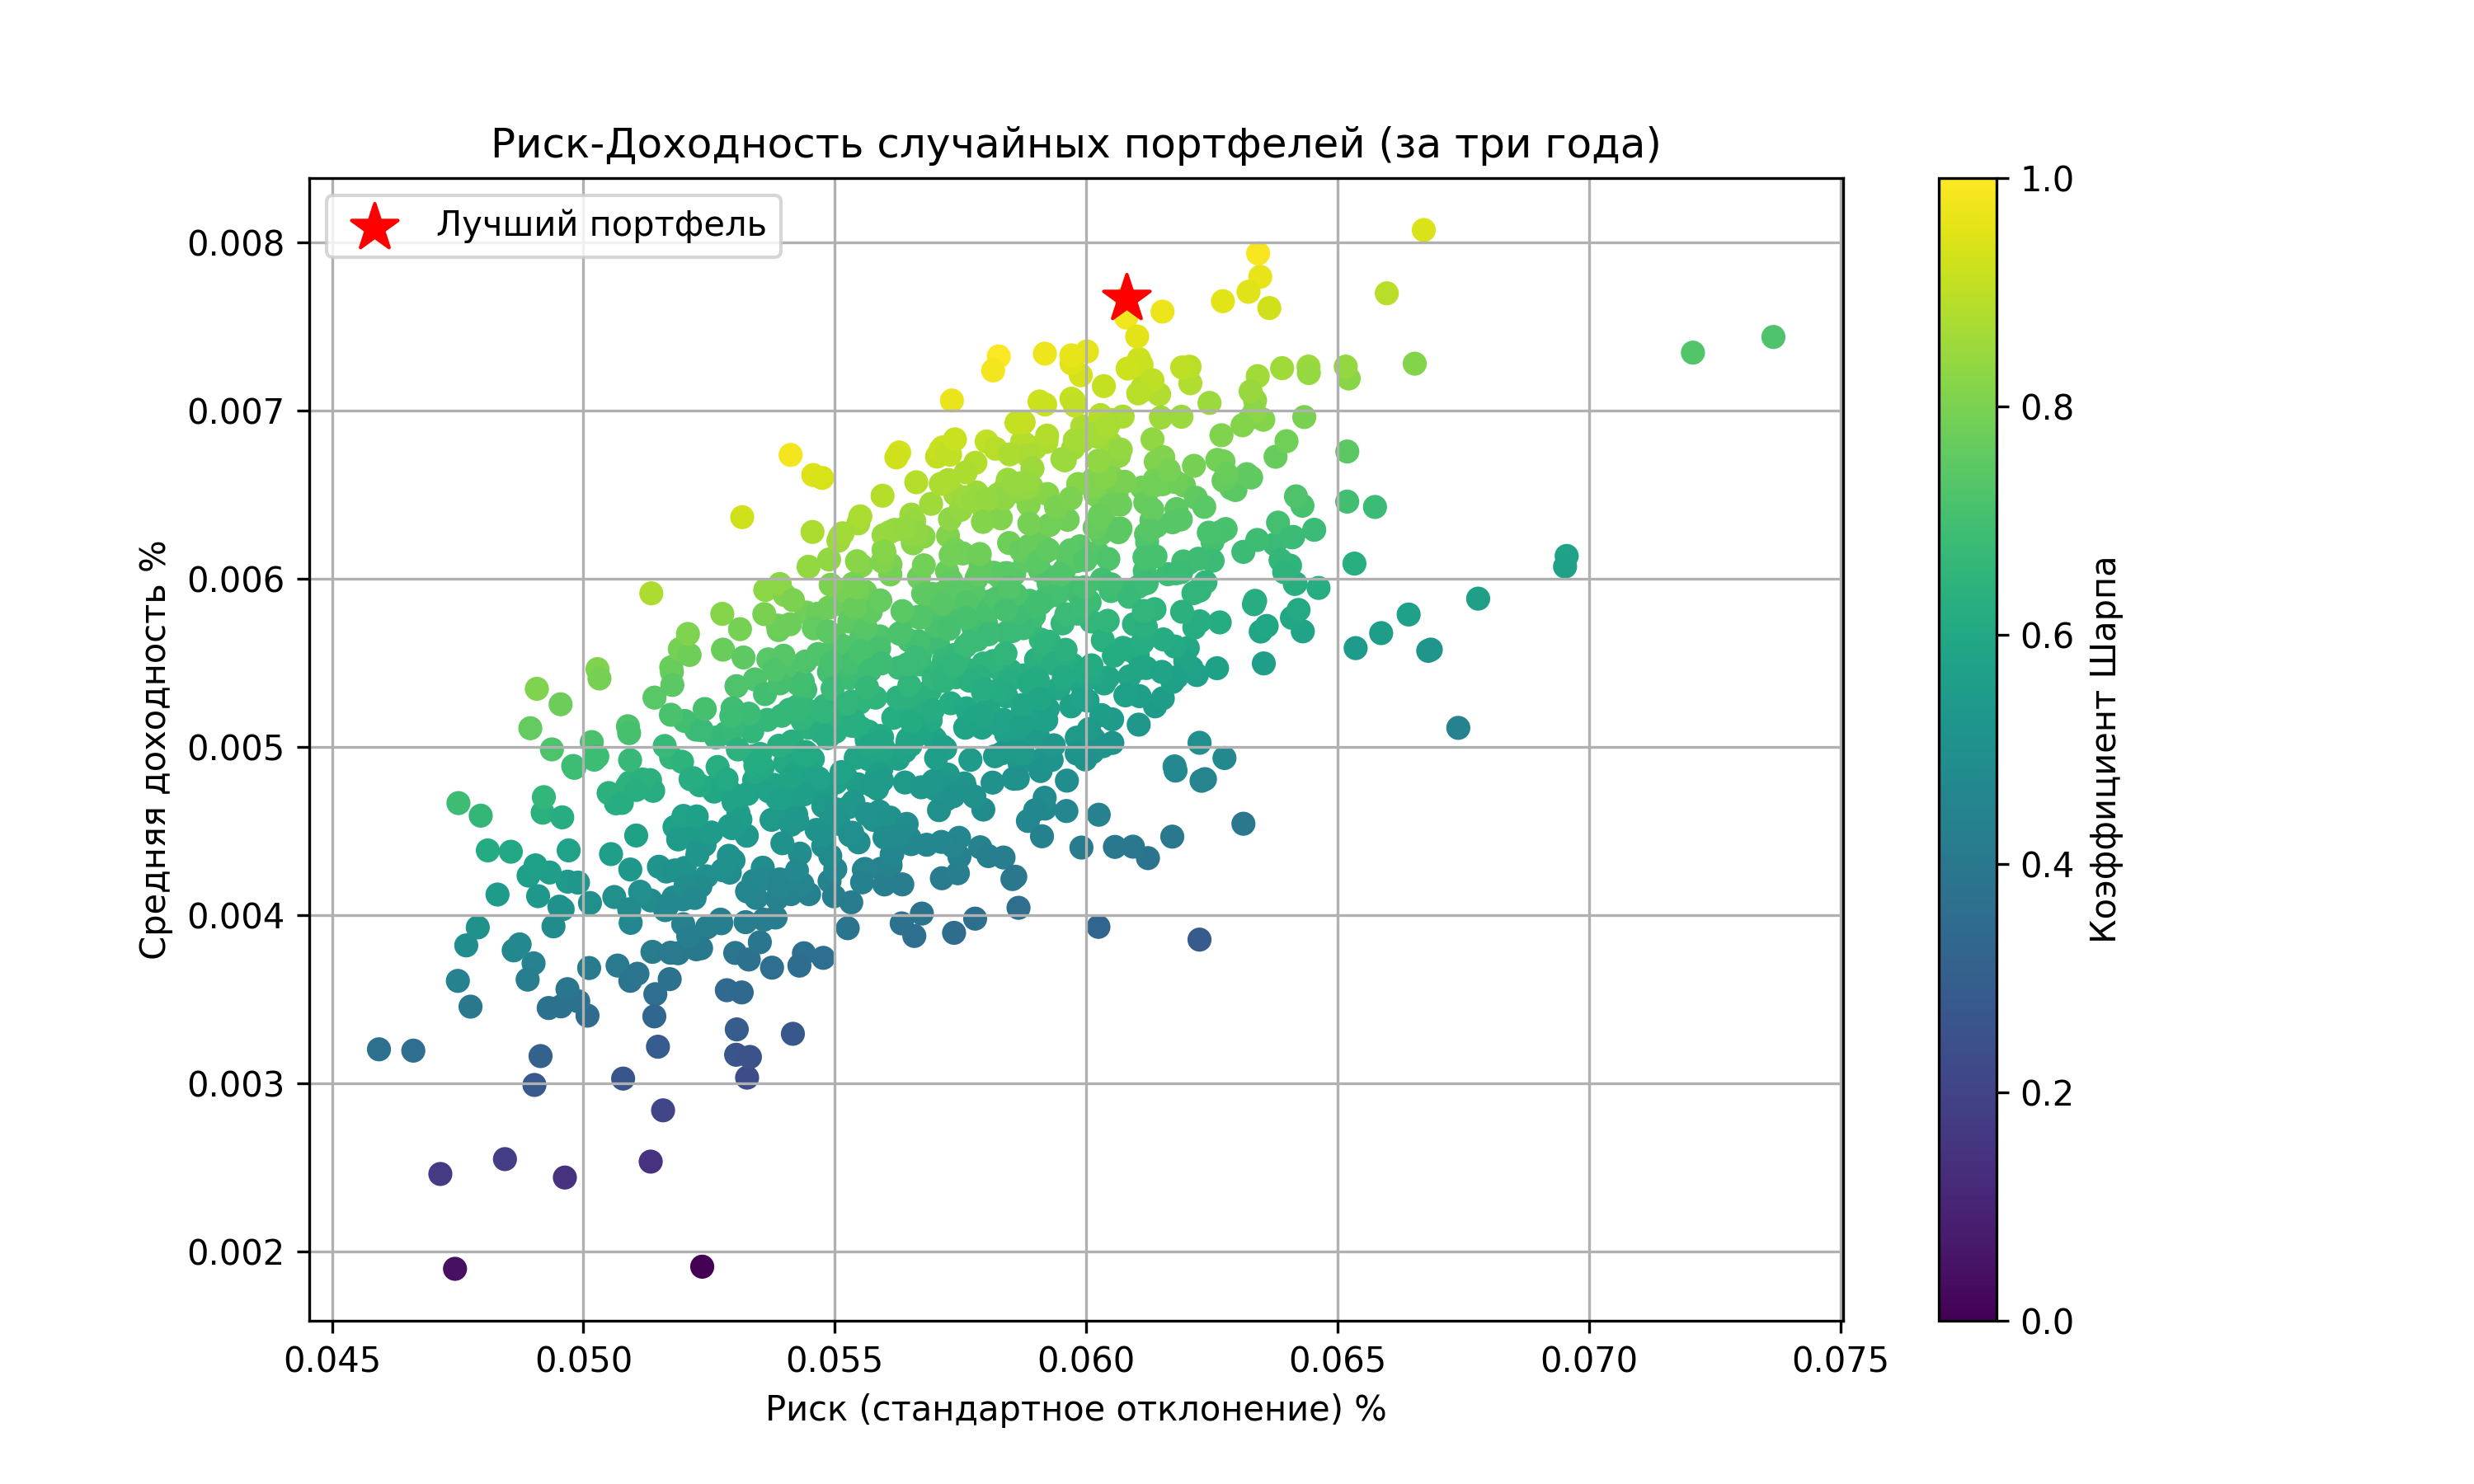 Риск-Доходность случайных портфелей (за три года)
Лучший портфель
Средняя доходность %
0.008
0.007
0.006
0.005
0.004
0.003
0.002
0.045 0.050 0.055 0.060 0.065 0.070 0.075
Риск (стандартное отклонение) %
1.0
0.8
0.6
0.4
0.2
0.0
Коэффициент Шарпа